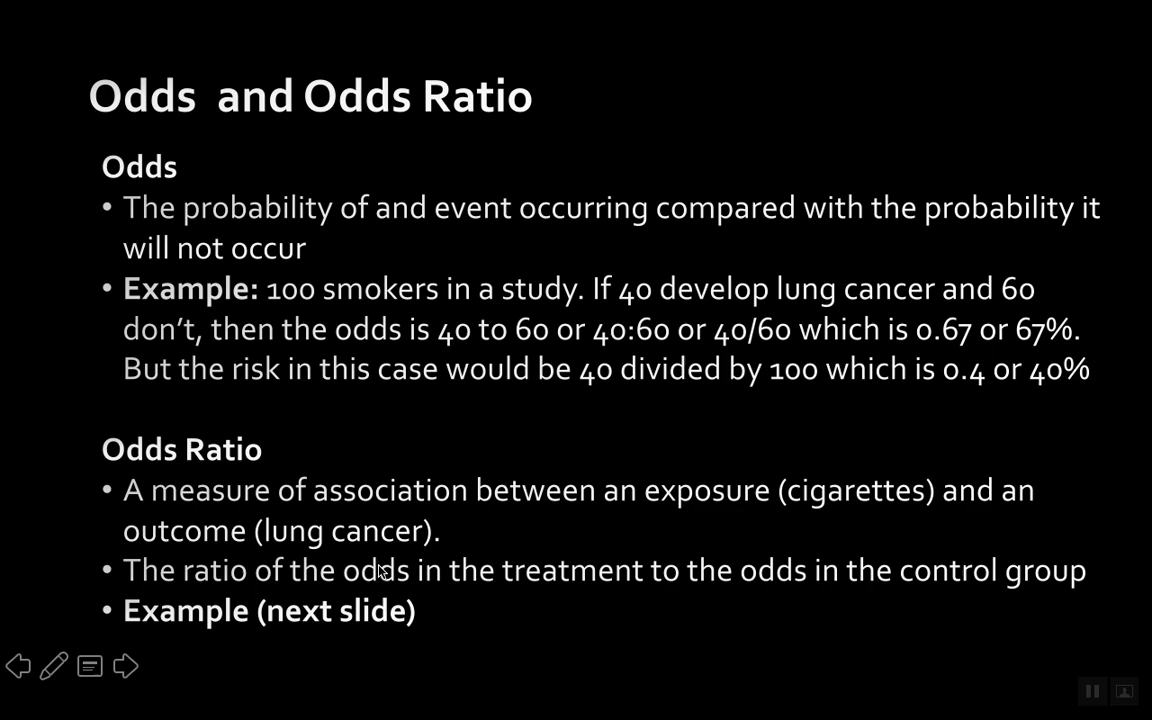 Odds and Odds Ratio
Odds
• The probability of and event occurring compared with the probability it
will not occur
• Example: 100 smokers in a study. If 40 develop lung cancer and 60
don’t, then the odds is 40 to 60 or 40:60 or 40/60 which is 0.67 or 67%.
But the risk in this case would be 40 divided by 100 which is 0.4 or 40%
Odds Ratio
• A measure of association between an exposure (cigarettes) and an
outcome (lung cancer).
• The ratio of the odds in the treatment to the odds in the control group
• Example (next slide)